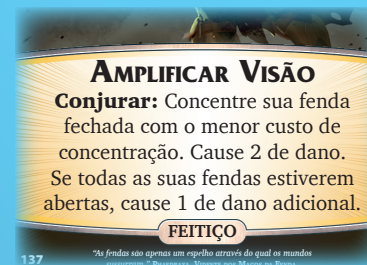 AMPLIFICAR VISÃO
Conjurar: Concentre sua fenda
fechada com o menor custo de
concentração. Cause 2 de dano.
Se todas as suas fendas estiverem
abertas, cause 1 de dano adicional.
FEITIÇO
"As fendas são apenas um espelho através do qual os mundos
137